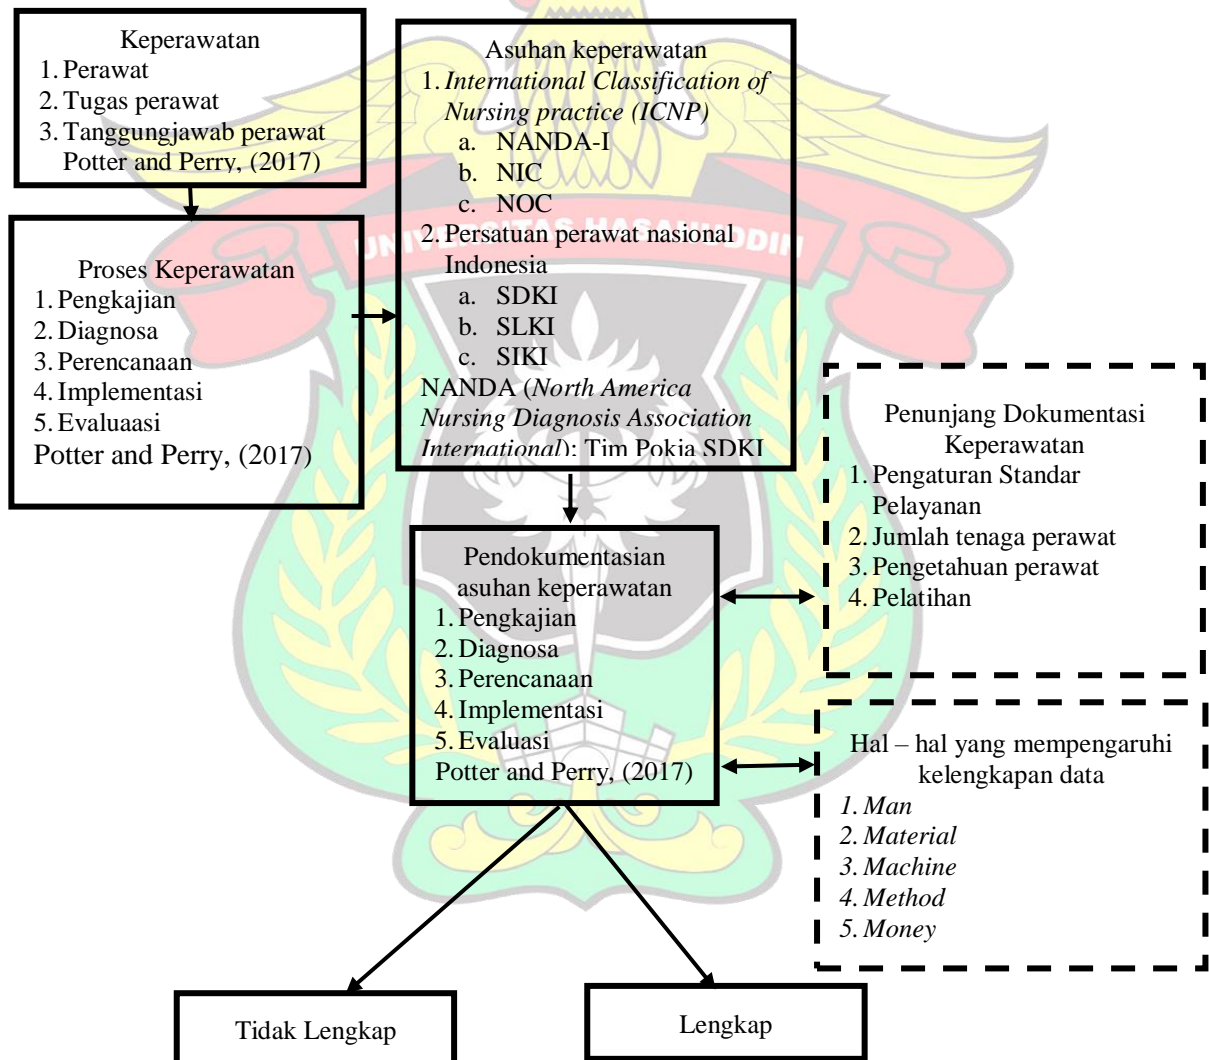 Keperawatan
1. Perawat
2. Tugas perawat
3. Tanggungjawab perawat
Potter and Perry, (2017)
Proses Keperawatan
1. Pengkajian
2. Diagnosa
3. Perencanaan
4. Implementasi
5. Evaluaasi
Potter and Perry, (2017)
Asuhan keperawatan
1. International Classification of
Nursing practice (ICNP)
a. NANDA-I
b. NIC
c. NOC
2. Persatuan perawat nasional
Indonesia
a. SDKI
b. SLKI
c. SIKI
NANDA (North America
Nursing Diagnosis Association
International): Tim Pokja SDKI
UNIVERSITAS HASANUDDIN
Pendokumentasian
asuhan keperawatan
1. Pengkajian
2. Diagnosa
3. Perencanaan
4. Implementasi
5. Evaluasi
Potter and Perry, (2017)
Penunjang Dokumentasi
Keperawatan
1. Pengaturan Standar
Pelayanan
2. Jumlah tenaga perawat
3. Pengetahuan perawat
4. Pelatihan
Hal – hal yang mempengaruhi
kelengkapan data
1. Man
2. Material
3. Machine
4. Method
5. Money
Tidak Lengkap
Lengkap